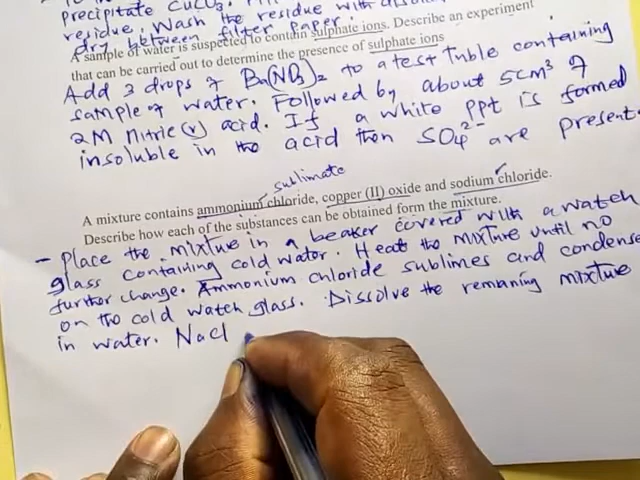 precipitate CuCO3.
residue. Wash the residue with
dry between filter paper.
A sample of water is suspected to contain sulphate ions. Describe an experiment
that can be carried out to determine the presence of sulphate ions
Add 3 drops of Ba(NO3)2 to a test tube containing
sample of water. Followed by about 5cm3 of
2M Nitric(v) acid. If a white ppt is formed
insoluble in the acid then SO4 2- are present.
sublimate
A mixture contains ammonium chloride, copper (II) oxide and sodium chloride.
Describe how each of the substances can be obtained form the mixture.
- Place the mixture in a beaker covered with a watch
glass containing cold water. Heat the mixture until no
further change. Ammonium chloride sublimes and condense
on the cold watch glass. Dissolve the remaning mixture
in water. NaCl